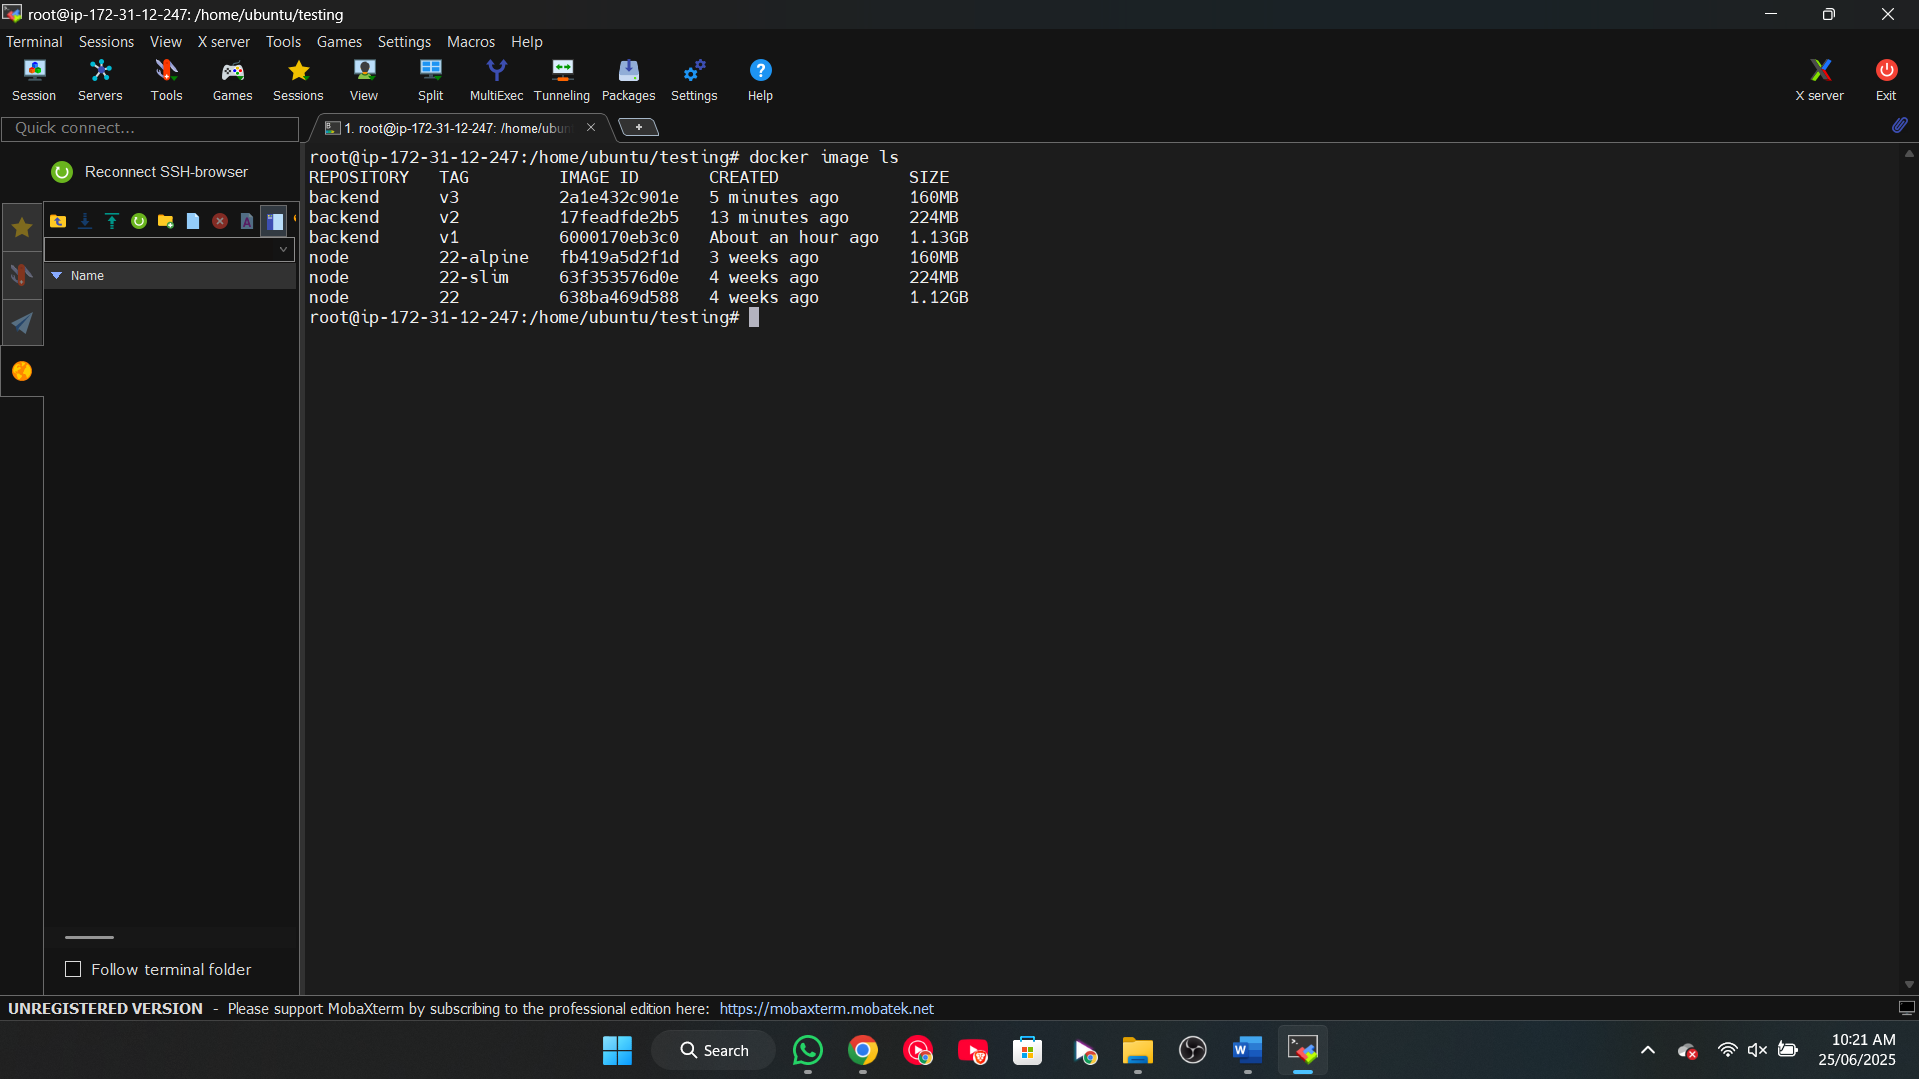 root@ip-172-31-12-247: /home/ubuntu/testing
Terminal Sessions View X server Tools Games Settings Macros Help
Session Servers Tools Games Sessions View Split MultiExec Tunneling Packages Settings Help X server Exit
Quick connect...
1. root@ip-172-31-12-247: /home/ubun
Reconnect SSH-browser
Name
root@ip-172-31-12-247:/home/ubuntu/testing# docker image ls
REPOSITORY TAG IMAGE ID CREATED SIZE
backend v3 2a1e432c901e 5 minutes ago 160MB
backend v2 17feadfde2b5 13 minutes ago 224MB
backend v1 6000170eb3c0 About an hour ago 1.13GB
node 22-alpine fb419a5d2f1d 3 weeks ago 160MB
node 22-slim 63f353576d0e 4 weeks ago 224MB
node 22 638ba469d588 4 weeks ago 1.12GB
root@ip-172-31-12-247:/home/ubuntu/testing#
Follow terminal folder
UNREGISTERED VERSION - Please support MobaXterm by subscribing to the professional edition here: https://mobaxterm.mobatek.net
Search
10:21 AM
25/06/2025